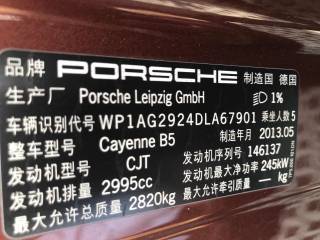 品牌 PORSCHE 制造国 德国
生产厂 Porsche Leipzig GmbH 1%
车辆识别代号 WP1AG2924DLA67901 乘坐人数 5
整车型号 Cayenne B5 制造年月 2013.05
发动机型号 CJT 发动机序列号 146137
发动机排量 2995cc 发动机最大净功率 245kW
最大允许总质量 2820kg 最大允许牵引质量 — kg